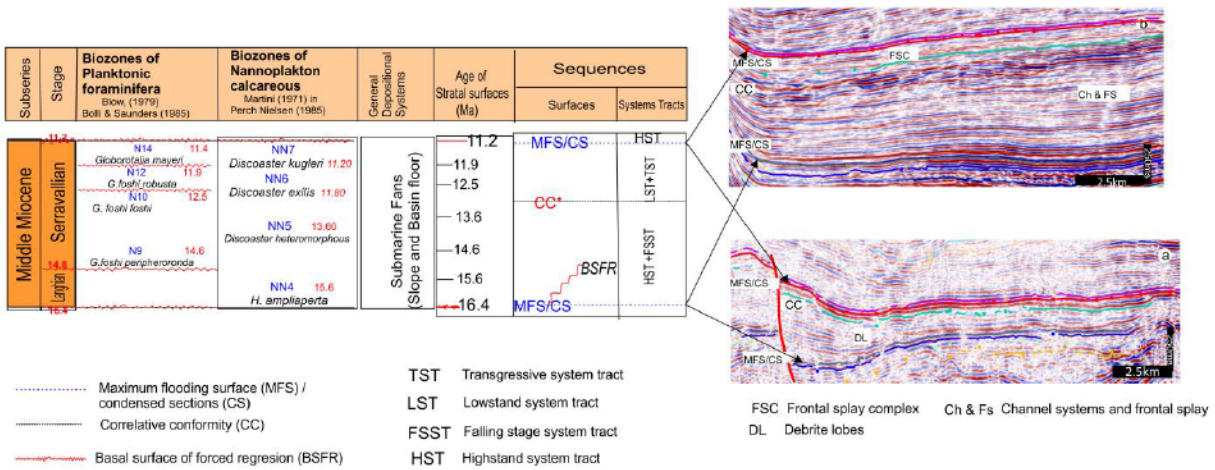 Subseries
Stage
Biozones of
Planktonic
foraminifera
Blow, (1979)
Bolli & Saunders (1985)
Biozones of
Nannoplakton
calcareous
Martini (1971) in
Perch Nielsen (1985)
General
Depositional
Systems
Age of
Stratal surfaces
(Ma)
Sequences
Surfaces
Systems Tracts
Middle Miocene
Serravallian
Langhian
14.8
16.4
N14 11.4
Globorotalia mayeri
N12 11.9
G.foshi robusta
N10 12.5
G. foshi foshi
N9 14.6
G.foshi peripheroronda
NN7
Discoaster kugleri 11.20
NN6
Discoaster exilis 11.80
NN5 13.60
Discoaster heteromorphous
NN4 15.6
H. ampliaperta
Submarine Fans
(Slope and Basin floor)
11.2
11.9
12.5
13.6
14.6
15.6
16.4
MFS/CS
CC*
BSFR
MFS/CS
HST
LST+TST
HST+FSST
b
MFS/CS
FSC
CC
Ch & FS
MFS/CS
2.5km
a
MFS/CS
CC
DL
MFS/CS
2.5km
Maximum flooding surface (MFS) /
condensed sections (CS)
Correlative conformity (CC)
Basal surface of forced regresion (BSFR)
TST Transgressive system tract
LST Lowstand system tract
FSST Falling stage system tract
HST Highstand system tract
FSC Frontal splay complex Ch & Fs Channel systems and frontal splay
DL Debrite lobes